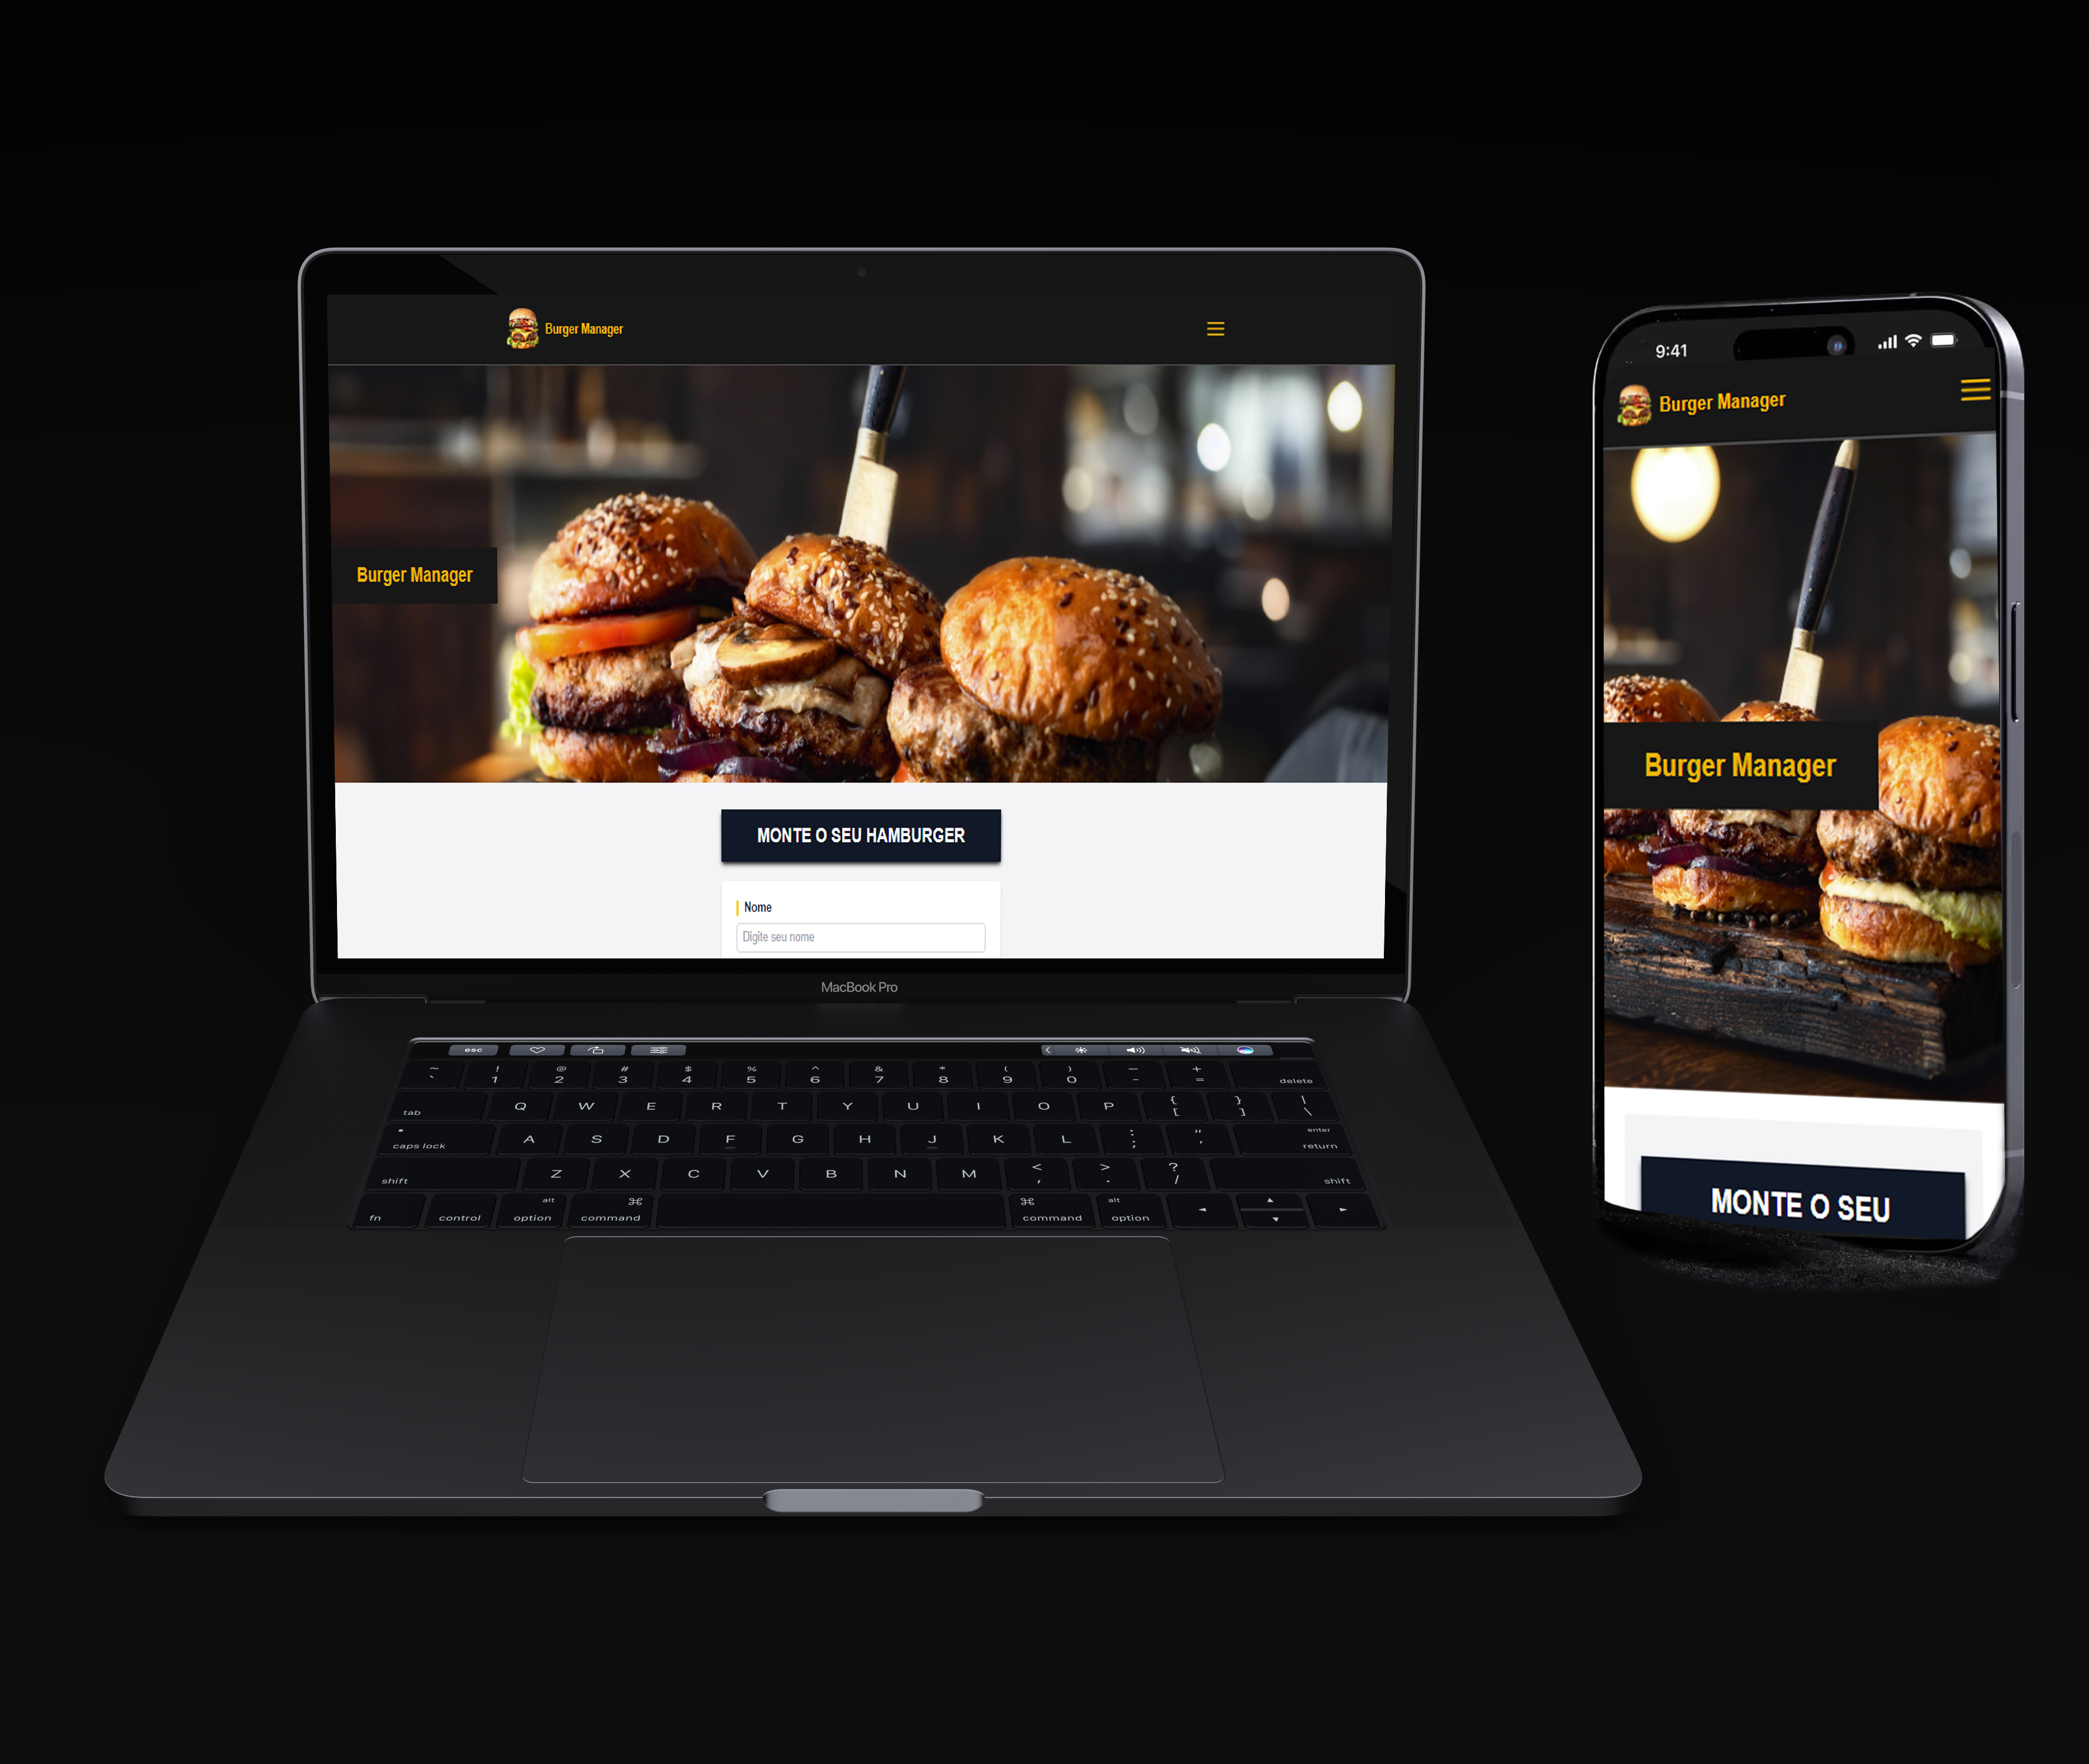 Burger Manager
Burger Manager
MONTE O SEU HAMBURGER
Nome
Digite seu nome
MacBook Pro
esc
~ ! @ # $ % ^ & * ( ) — +
` 1 2 3 4 5 6 7 8 9 0 - = delete
tab Q W E R T Y U I O P { [ } ] | \
caps lock A S D F G H J K L : ; " ' enter return
shift Z X C V B N M < , > . ? / shift
fn control alt option ⌘ command ⌘ command alt option
9:41
Burger Manager
Burger Manager
MONTE O SEU